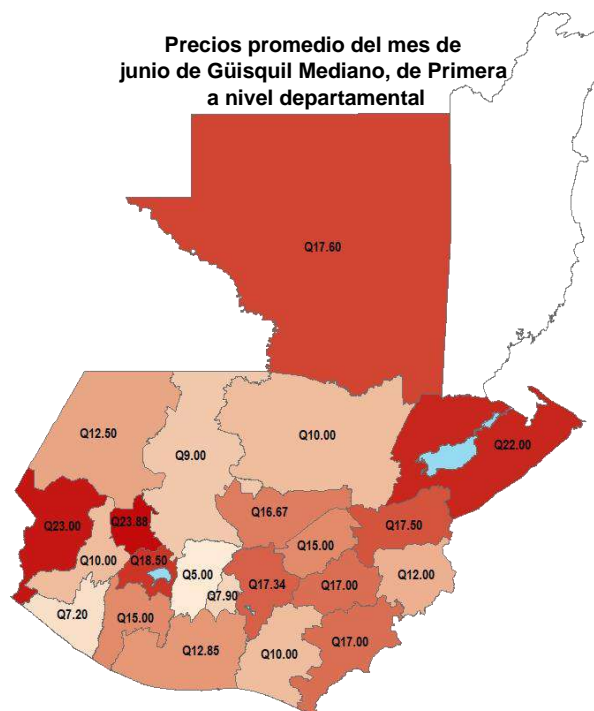 Precios promedio del mes de
junio de Güisquil Mediano, de Primera
a nivel departamental
Q17.60
Q12.50
Q9.00
Q10.00
Q22.00
Q23.00
Q23.88
Q16.67
Q17.50
Q10.00
Q18.50
Q5.00
Q7.90
Q17.34
Q15.00
Q17.00
Q12.00
Q7.20
Q15.00
Q12.85
Q10.00
Q17.00